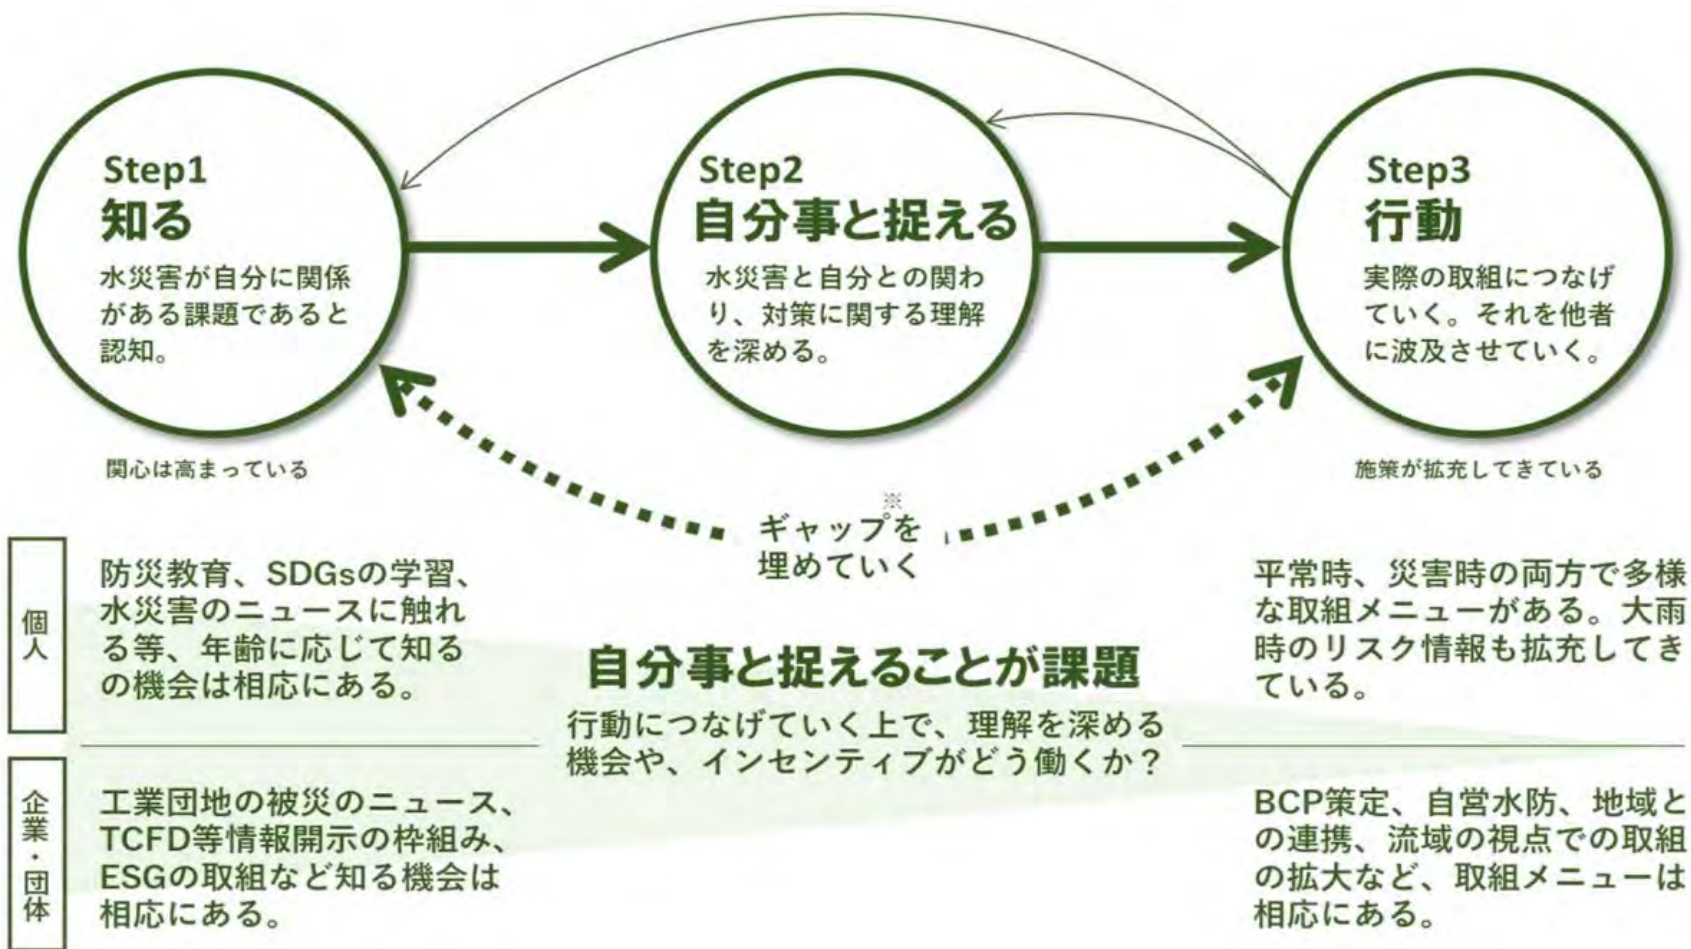 Step1
知る
水災害が自分に関係
がある課題であると
認知。
Step2
自分事と捉える
水災害と自分との関わ
り、対策に関する理解
を深める。
Step3
行動
実際の取組につなげ
ていく。それを他者
に波及させていく。
関心は高まっている
施策が拡充してきている
※
ギャップを
埋めていく
個人
防災教育、SDGsの学習、
水災害のニュースに触れ
る等、年齢に応じて知る
の機会は相応にある。
自分事と捉えることが課題
行動につなげていく上で、理解を深める
機会や、インセンティブがどう働くか？
平常時、災害時の両方で多様
な取組メニューがある。大雨
時のリスク情報も拡充してき
ている。
企業・団体
工業団地の被災のニュース、
TCFD等情報開示の枠組み、
ESGの取組など知る機会は
相応にある。
BCP策定、自営水防、地域と
の連携、流域の視点での取組
の拡大など、取組メニューは
相応にある。